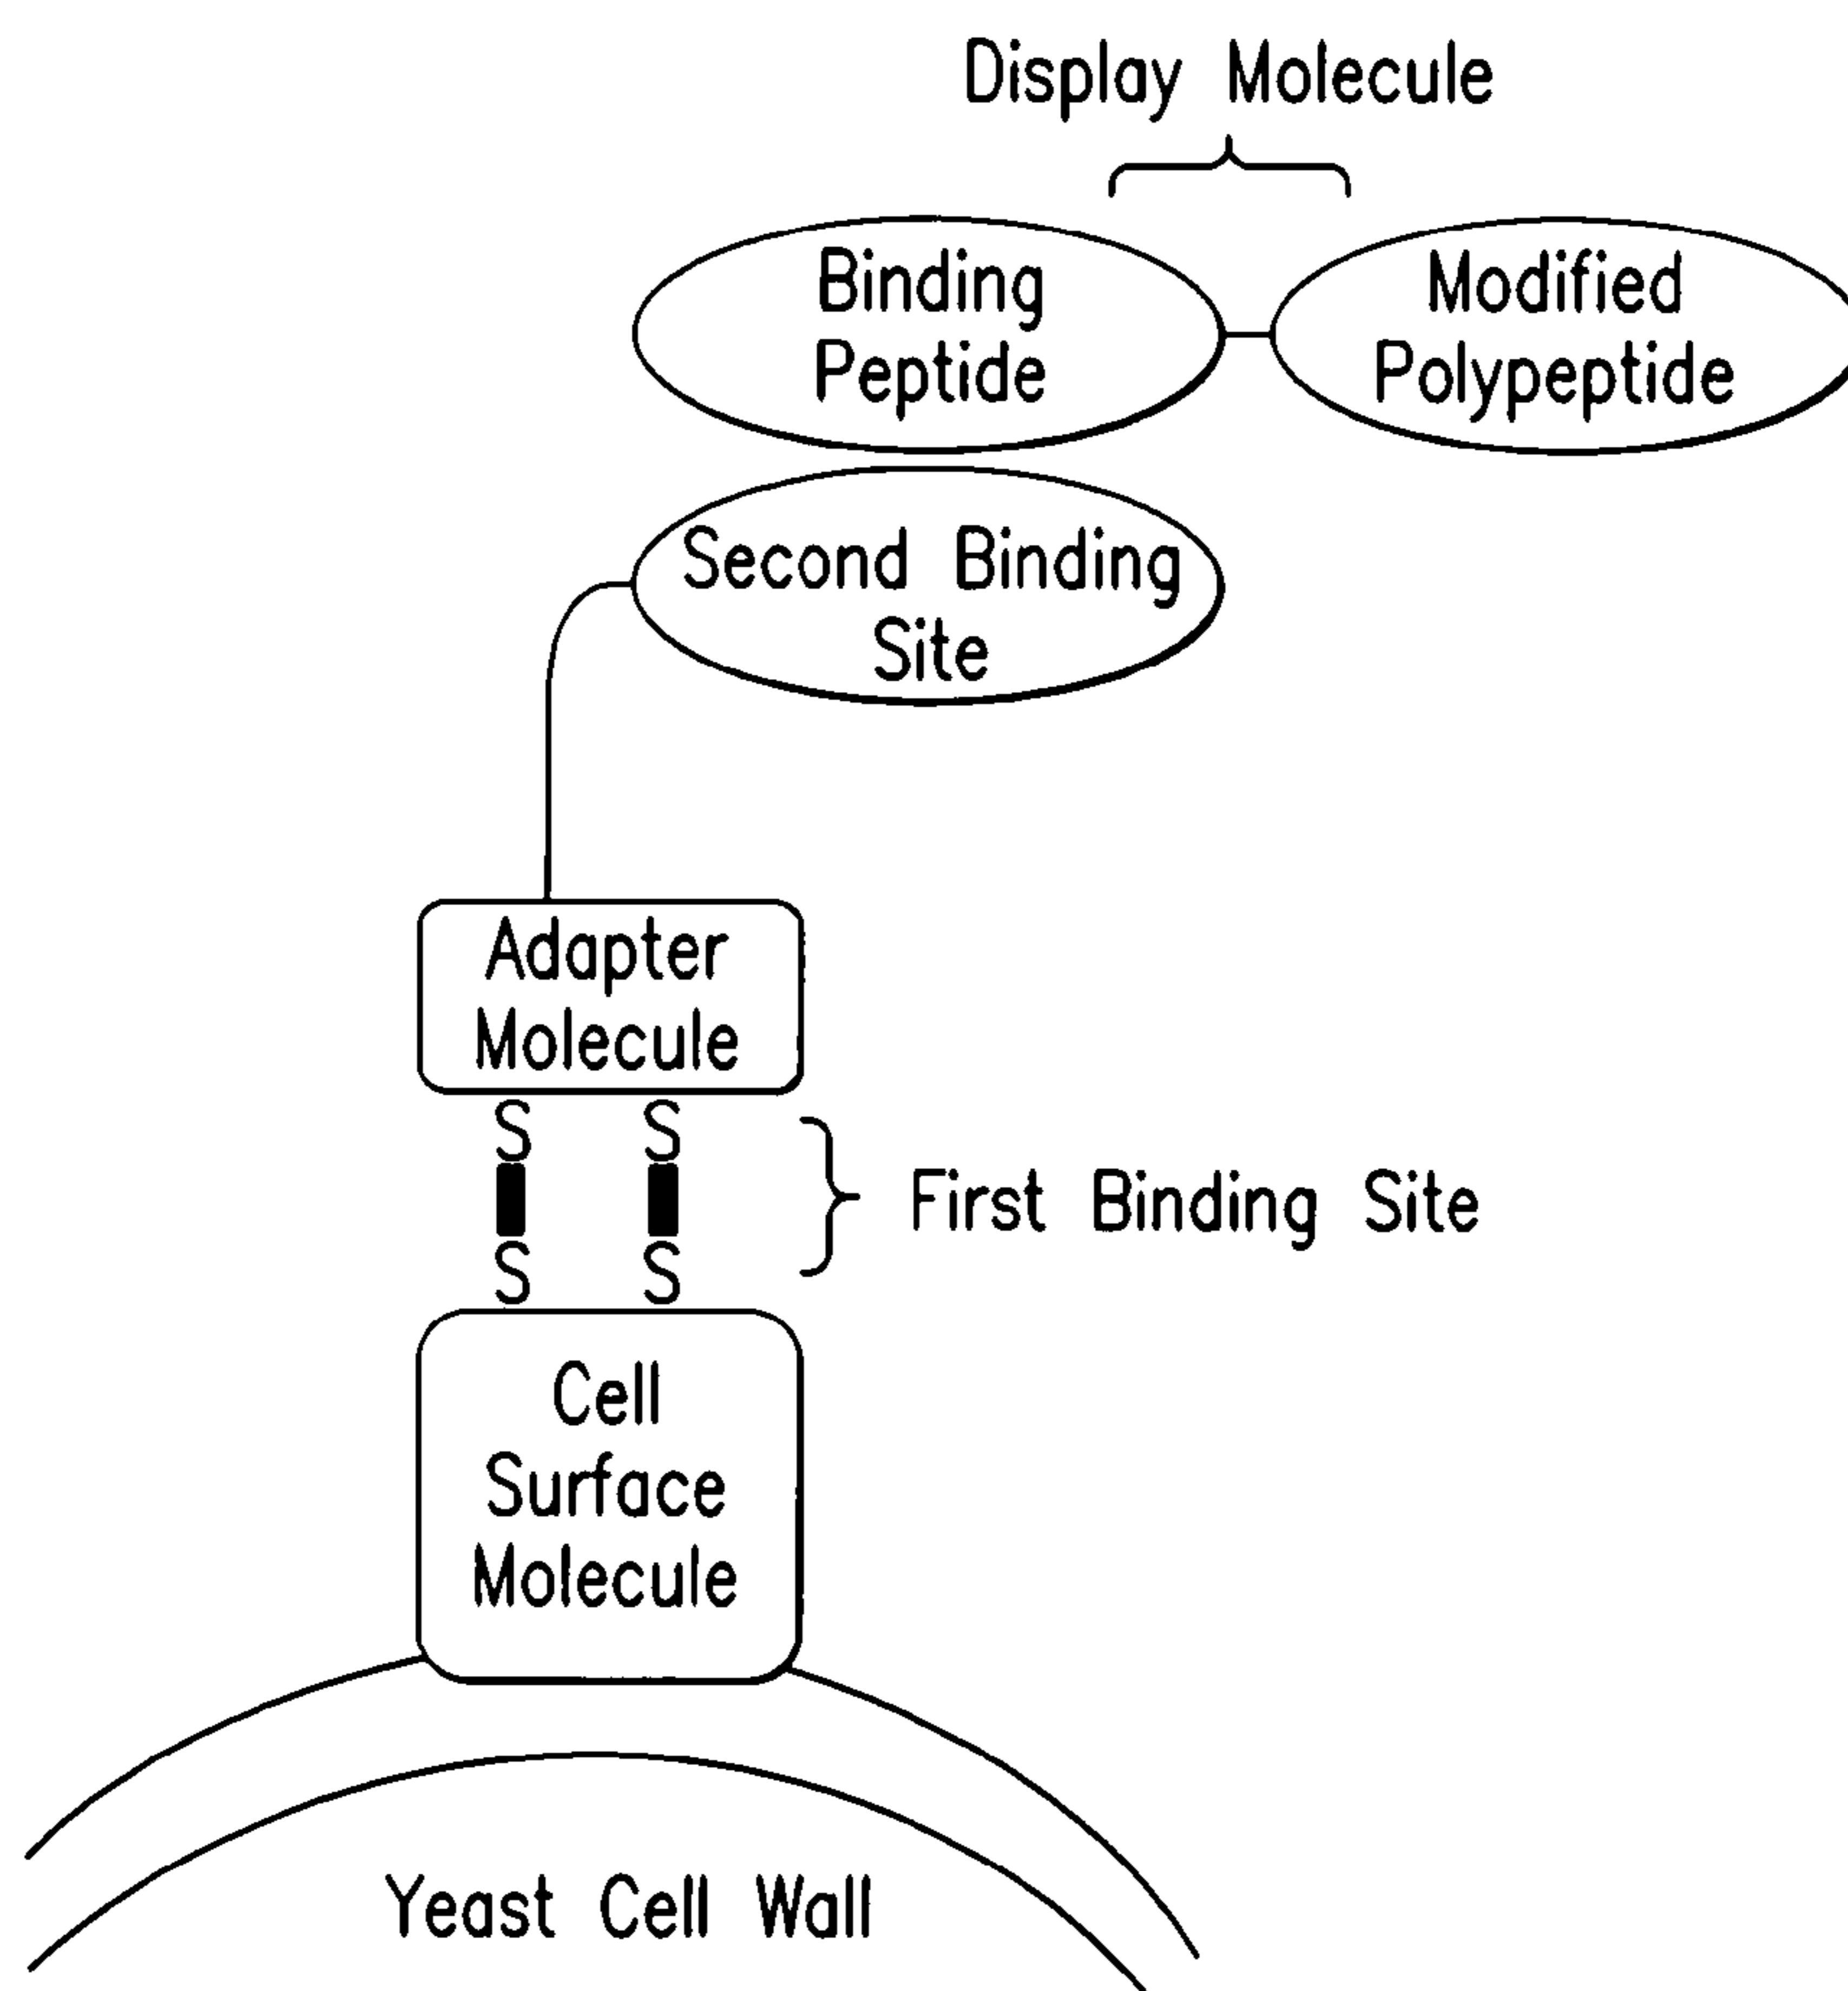 Display Molecule
Binding
Peptide
Modified
Polypeptide
Second Binding
Site
Adapter
Molecule
S S
First Binding Site
S S
Cell
Surface
Molecule
Yeast Cell Wall